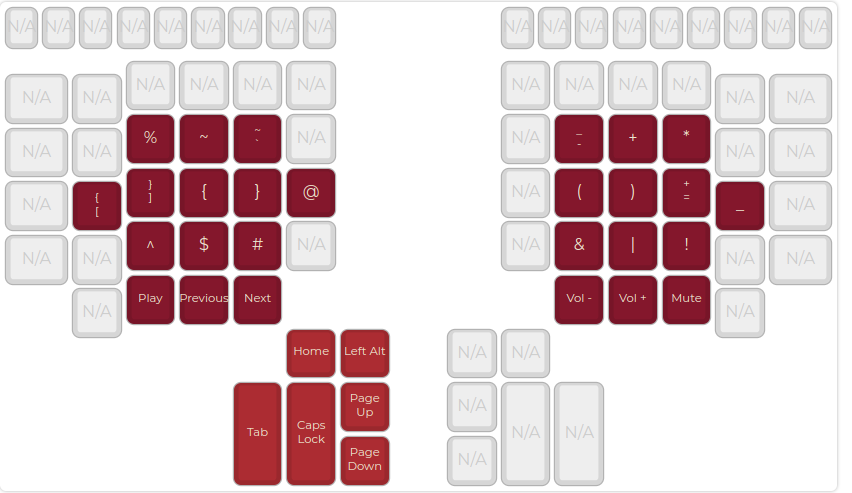 N/A N/A N/A N/A N/A N/A N/A N/A N/A N/A N/A N/A N/A N/A N/A N/A N/A N/A
N/A N/A N/A N/A N/A N/A N/A N/A N/A N/A N/A N/A
N/A N/A % ~ ~
` N/A N/A _
- + * N/A N/A
N/A {
[ }
] { } @ N/A ( ) +
= _ N/A
N/A N/A ^ $ # N/A N/A & | ! N/A N/A
N/A Play Previous Next Vol - Vol + Mute N/A
Home Left Alt N/A N/A
Tab
Caps
Lock
Page
Up
N/A N/A N/A
Page
Down
N/A